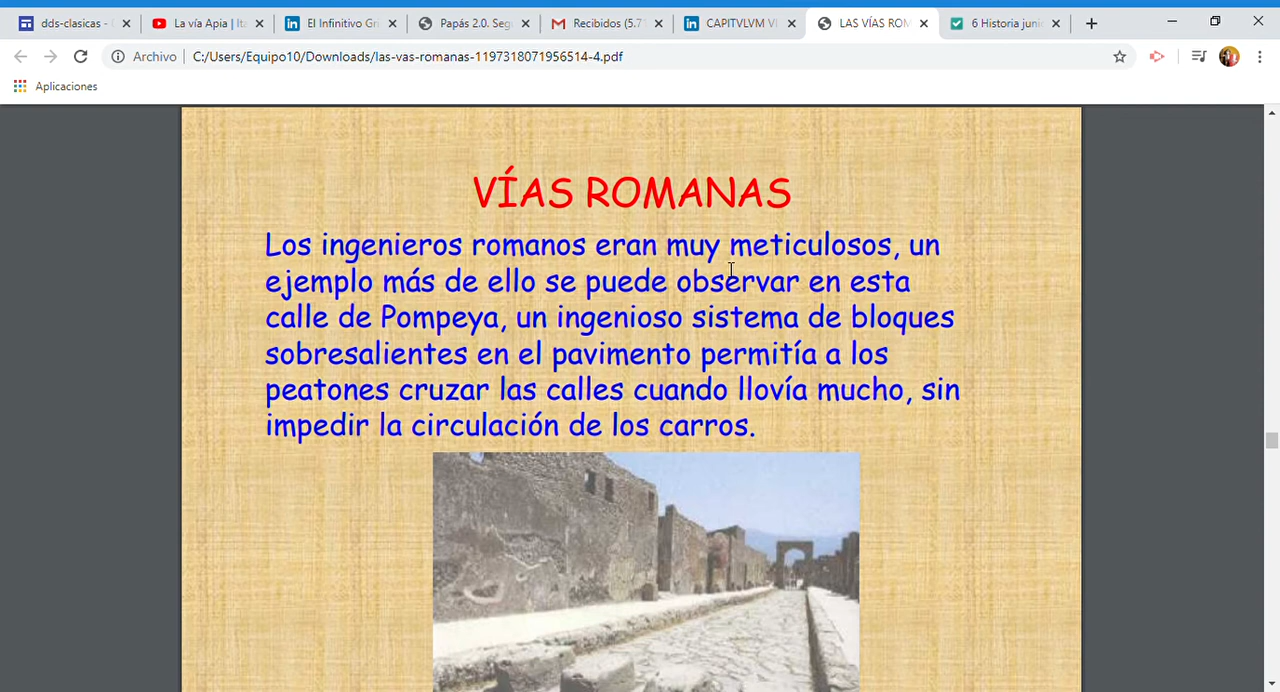 dds-clasicas -
La vía Apia | Ita
El Infinitivo Gri
Papás 2.0. Segu
Recibidos (5.7
CAPITVLVM VI
LAS VÍAS ROM
6 Historia juni
Archivo
C:/Users/Equipo10/Downloads/las-vas-romanas-1197318071956514-4.pdf
Aplicaciones
VÍAS ROMANAS
Los ingenieros romanos eran muy meticulosos, un
ejemplo más de ello se puede observar en esta
calle de Pompeya, un ingenioso sistema de bloques
sobresalientes en el pavimento permitía a los
peatones cruzar las calles cuando llovía mucho, sin
impedir la circulación de los carros.